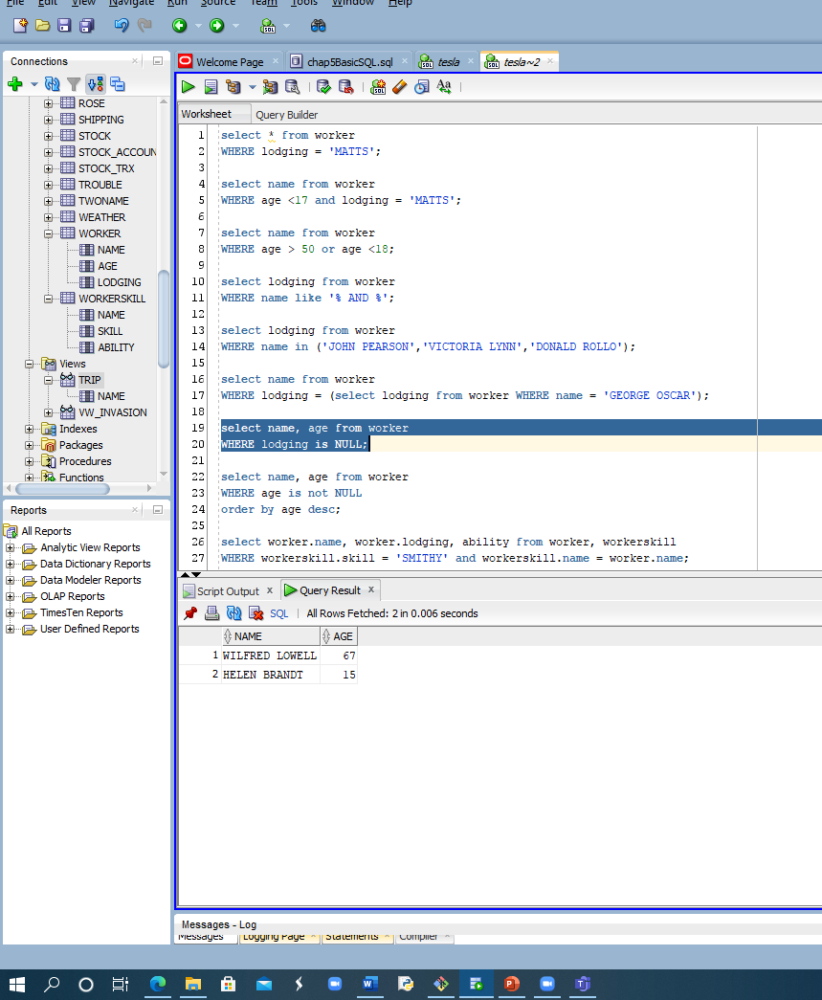 File Edit View Navigate Run Source Team Tools Window Help
Connections
Welcome Page chap5BasicSQL.sql tesla tesla~2
Worksheet Query Builder
ROSE
SHIPPING
STOCK
STOCK_ACCOUN
STOCK_TRX
TROUBLE
TWONAME
WEATHER
WORKER
NAME
AGE
LODGING
WORKERSKILL
NAME
SKILL
ABILITY
Views
TRIP
NAME
VW_INVASION
Indexes
Packages
Procedures
Functions
1 select * from worker
2 WHERE lodging = 'MATTS';
3
4 select name from worker
5 WHERE age <17 and lodging = 'MATTS';
6
7 select name from worker
8 WHERE age > 50 or age <18;
9
10 select lodging from worker
11 WHERE name like '% AND %';
12
13 select lodging from worker
14 WHERE name in ('JOHN PEARSON','VICTORIA LYNN','DONALD ROLLO');
15
16 select name from worker
17 WHERE lodging = (select lodging from worker WHERE name = 'GEORGE OSCAR');
18
19 select name, age from worker
20 WHERE lodging is NULL;
21
22 select name, age from worker
23 WHERE age is not NULL
24 order by age desc;
25
26 select worker.name, worker.lodging, ability from worker, workerskill
27 WHERE workerskill.skill = 'SMITHY' and workerskill.name = worker.name;
Reports
All Reports
Analytic View Reports
Data Dictionary Reports
Data Modeler Reports
OLAP Reports
TimesTen Reports
User Defined Reports
Script Output x Query Result x
SQL | All Rows Fetched: 2 in 0.006 seconds
NAME AGE
1 WILFRED LOWELL 67
2 HELEN BRANDT 15
Messages - Log
Messages Logging Page Statements Compiler